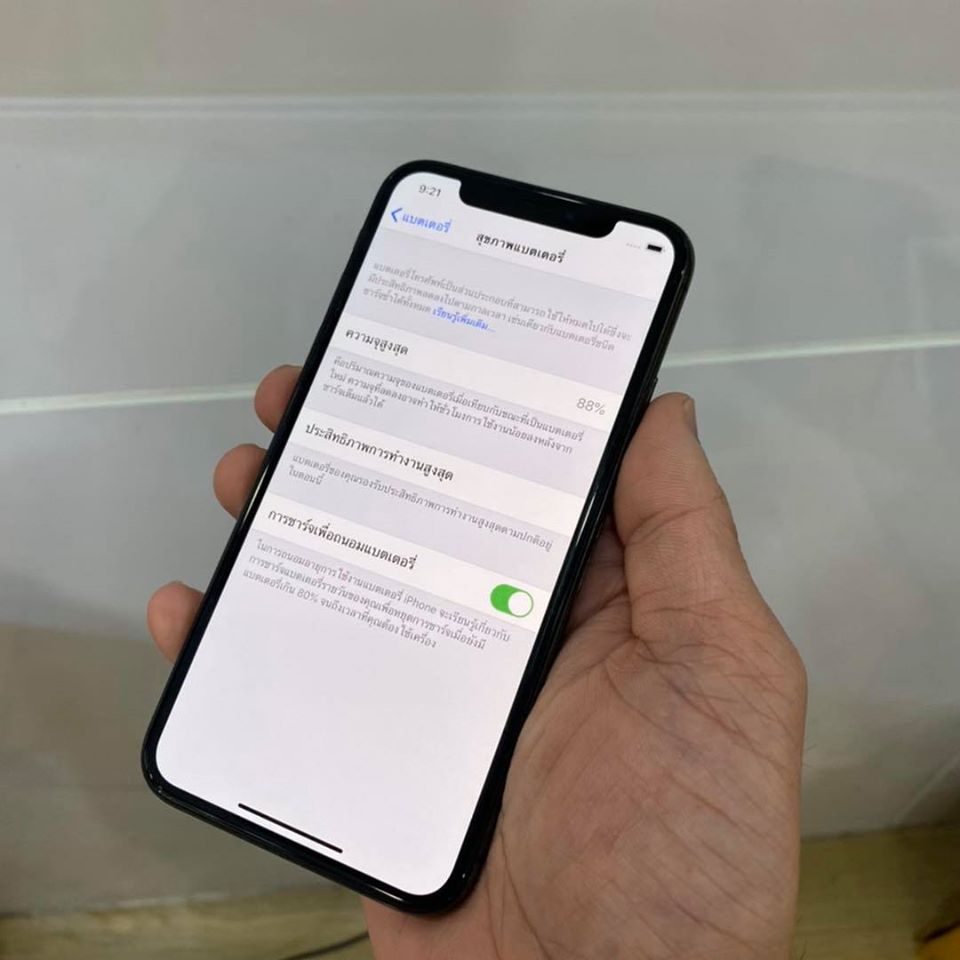 9:21
แบตเตอรี่
สุขภาพแบตเตอรี่
แบตเตอรี่โทรศัพท์เป็นส่วนประกอบที่สามารถใช้ให้หมดไปได้ซึ่งจะ
มีประสิทธิภาพลดลงไปตามกาลเวลา เช่นเดียวกับแบตเตอรี่ชนิด
ชาร์จซ้ำได้ทั้งหมด เรียนรู้เพิ่มเติม...
ความจุสูงสุด
88%
คือปริมาณความจุของแบตเตอรี่เมื่อเทียบกับขณะที่เป็นแบตเตอรี่
ใหม่ ความจุที่ลดลงอาจทำให้ชั่วโมงการใช้งานน้อยลงหลังจาก
ชาร์จเต็มแล้วได้
ประสิทธิภาพการทำงานสูงสุด
แบตเตอรี่ของคุณรองรับประสิทธิภาพการทำงานสูงสุดตามปกติอยู่
ในตอนนี้
การชาร์จเพื่อถนอมแบตเตอรี่
ในการถนอมอายุการใช้งานแบตเตอรี่ iPhone จะเรียนรู้เกี่ยวกับ
การชาร์จแบตเตอรี่รายวันของคุณเพื่อหยุดการชาร์จเมื่อยังมี
แบตเตอรี่เกิน 80% จนถึงเวลาที่คุณต้องใช้เครื่อง